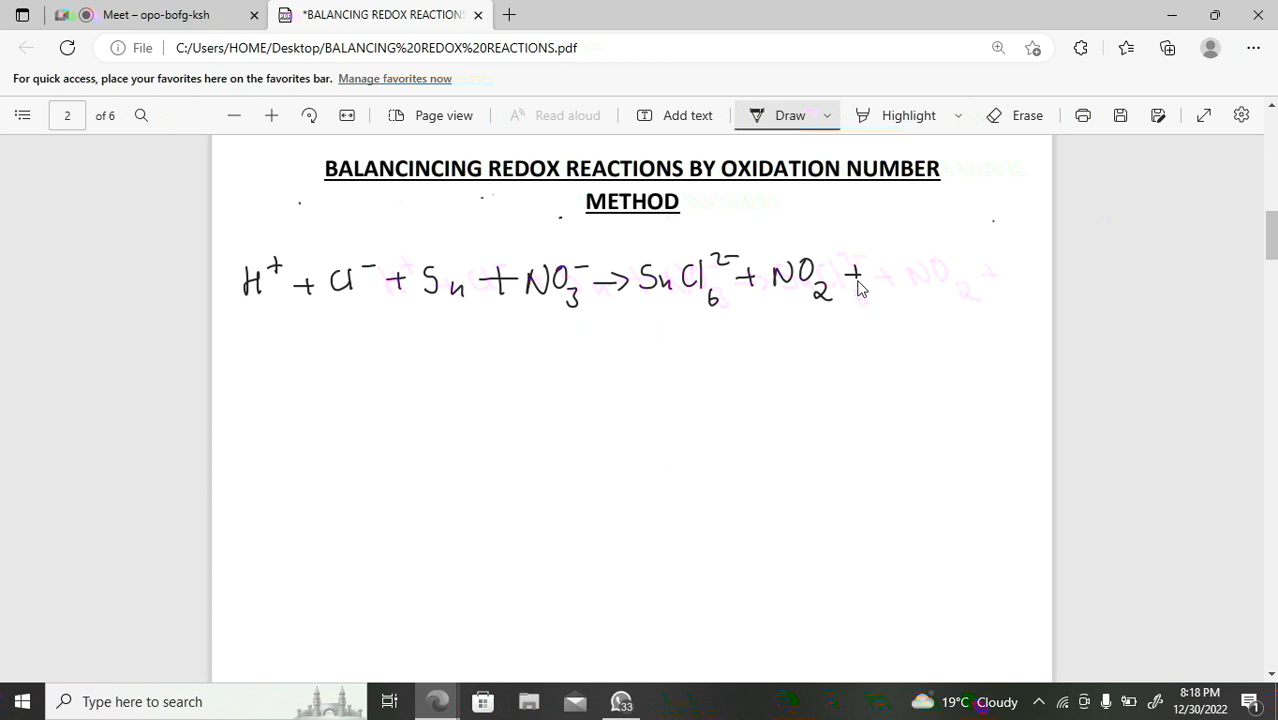 Meet – opo-bofg-ksh
*BALANCING REDOX REACTIONS
File
C:/Users/HOME/Desktop/BALANCING%20REDOX%20REACTIONS.pdf
For quick access, place your favorites here on the favorites bar. Manage favorites now
2 of 6
Page view
Read aloud
Add text
Draw
Highlight
Erase
BALANCINCING REDOX REACTIONS BY OXIDATION NUMBER
METHOD
H⁺ + Cl⁻ + Sn + NO₃⁻ → SnCl₆²⁻ + NO₂ +
Type here to search
33
19°C Cloudy
8:18 PM
12/30/2022
1